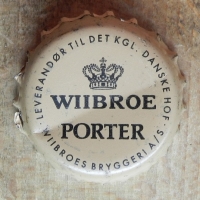 · LEVERANDØR TIL DET KGL. DANSKE HOF ·
WIIBROE
PORTER
WIIBROES BRYGGERI A/S